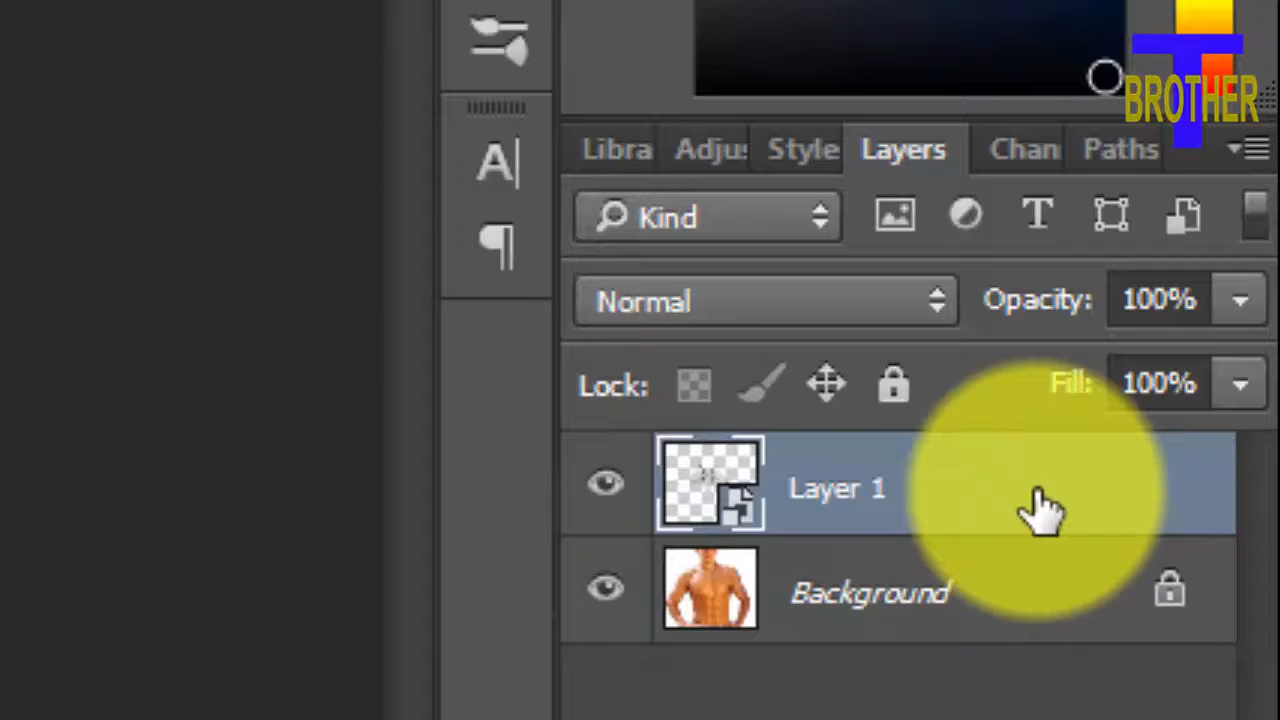 T
BROTHER
A
Libra Adju Style Layers Chan Paths
Kind T
Normal Opacity: 100%
Lock: Fill: 100%
Layer 1
Background